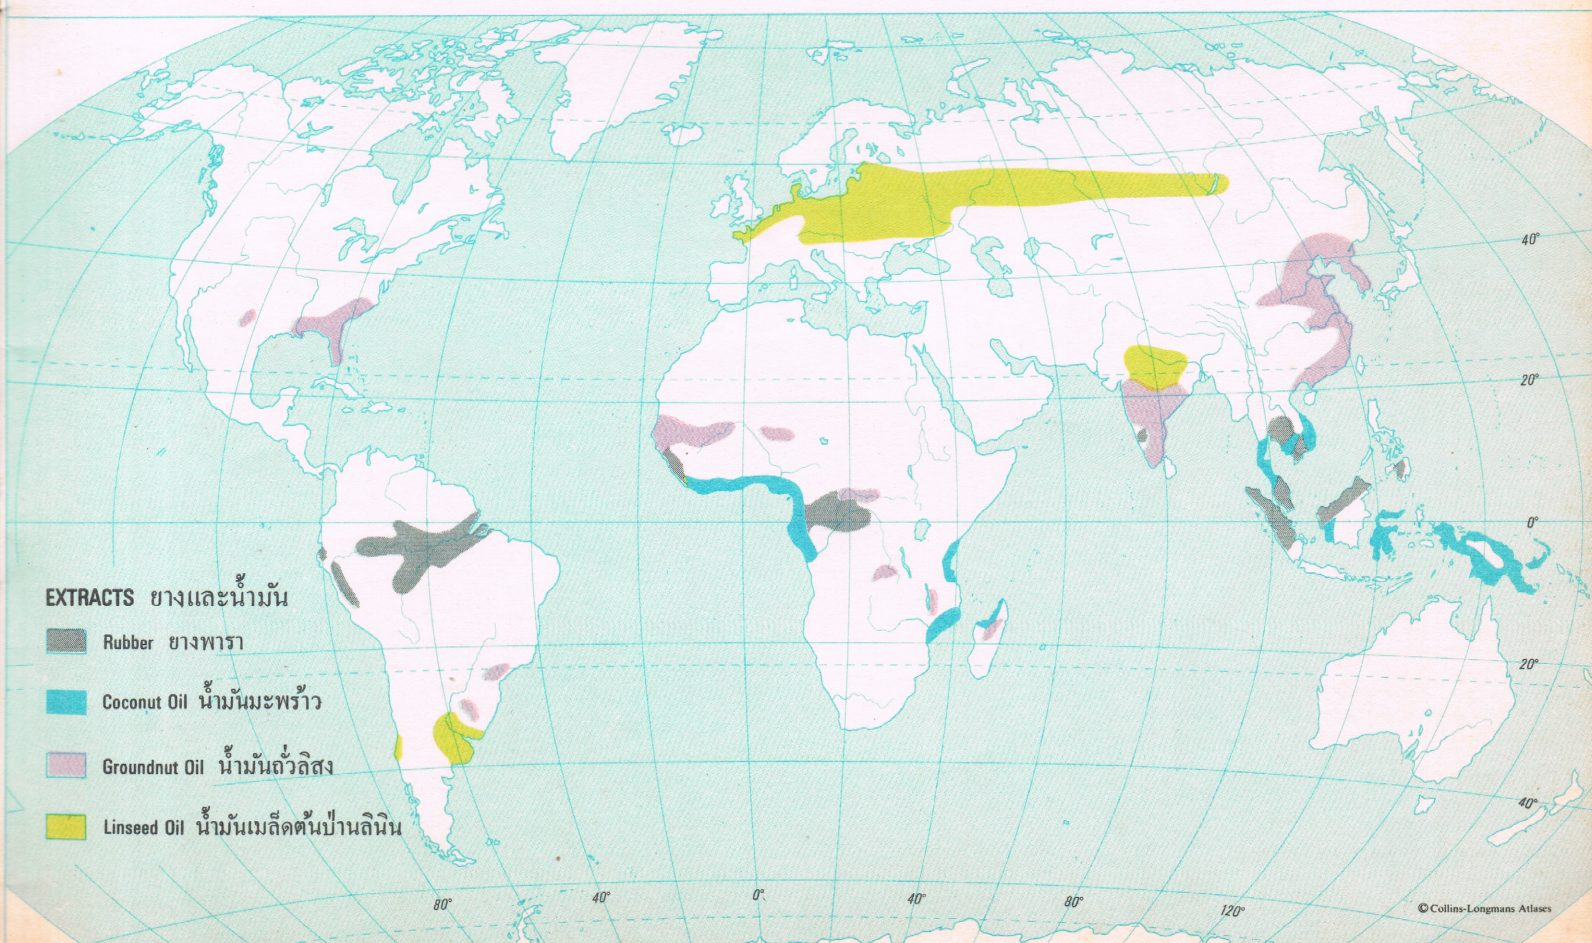 40°
20°
0°
EXTRACTS ยางและน้ำมัน
Rubber ยางพารา
20°
Coconut Oil น้ำมันมะพร้าว
Groundnut Oil น้ำมันถั่วลิสง
40°
Linseed Oil น้ำมันเมล็ดต้นป่านลินิน
80° 40° 0° 40° 80° 120°
© Collins-Longmans Atlases